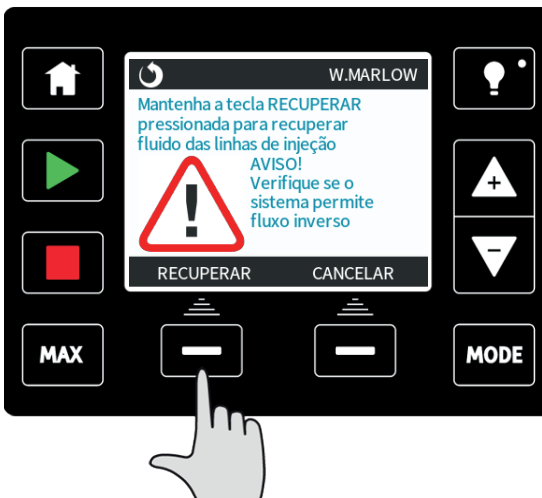 W.MARLOW
Mantenha a tecla RECUPERAR
pressionada para recuperar
fluido das linhas de injeção
AVISO!
Verifique se o
sistema permite
fluxo inverso
!
RECUPERAR CANCELAR
+
−
MAX
MODE